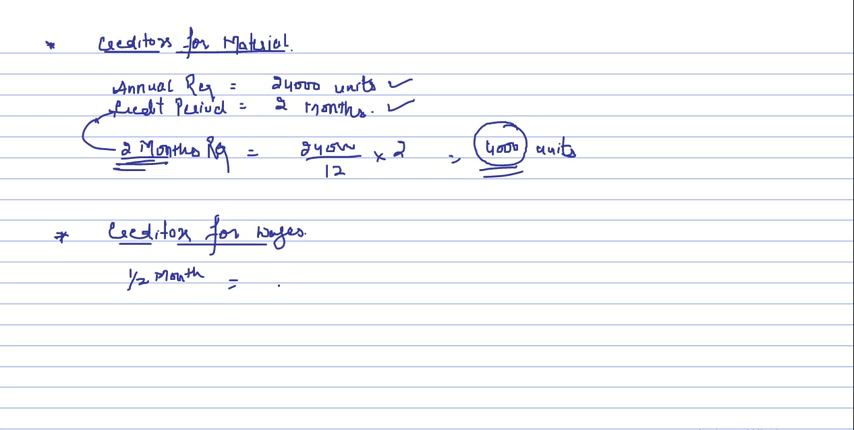 * Creditors for Material.
Annual Req = 24000 units ✓
Credit Period = 2 Months. ✓
2 Months Req = 24000/12 × 2 = 4000 units
* Creditor for Wages.
1/2 Month =